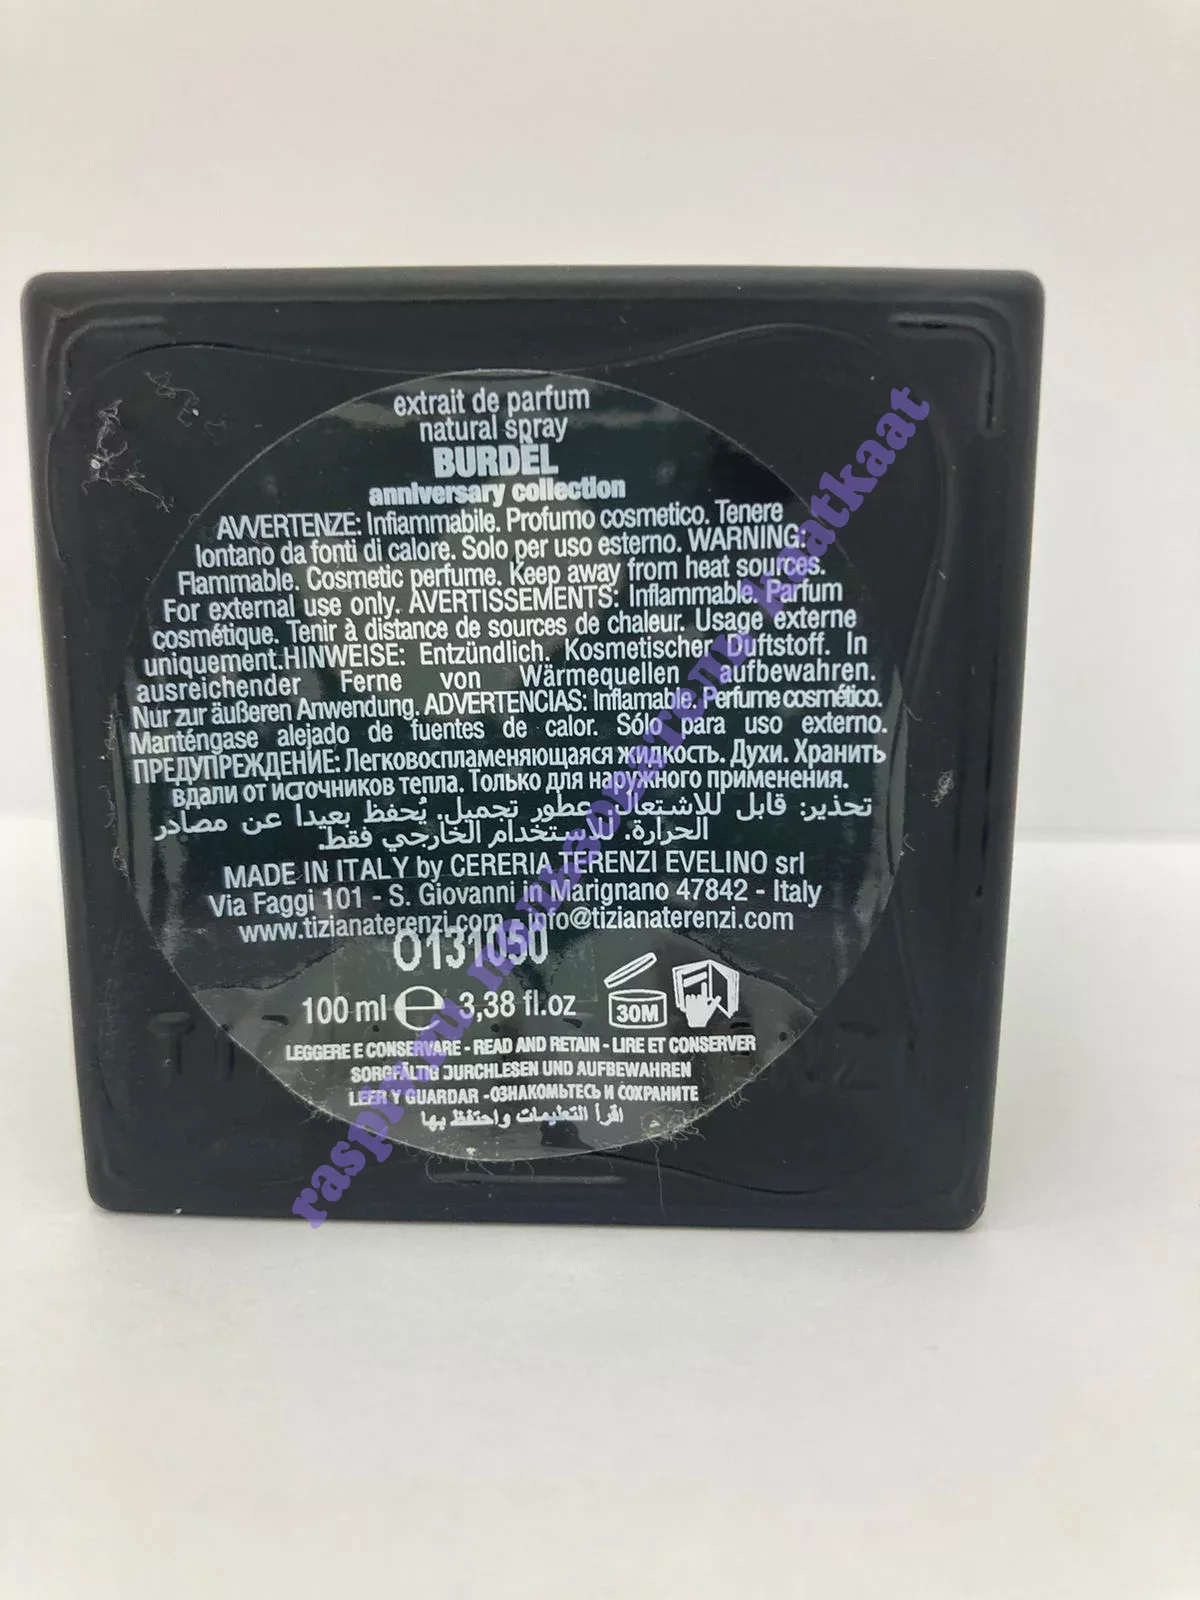 extrait de parfum
natural spray
BURDÈL
anniversary collection
AVVERTENZE: Infiammabile. Profumo cosmetico. Tenere
lontano da fonti di calore. Solo per uso esterno. WARNING:
Flammable. Cosmetic perfume. Keep away from heat sources.
For external use only. AVERTISSEMENTS: Inflammable. Parfum
cosmétique. Tenir à distance de sources de chaleur. Usage externe
uniquement.HINWEISE: Entzündlich. Kosmetischer Duftstoff. In
ausreichender Ferne von Wärmequellen aufbewahren.
Nur zur äußeren Anwendung. ADVERTENCIAS: Inflamable. Perfume cosmético.
Manténgase alejado de fuentes de calor. Sólo para uso externo.
ПРЕДУПРЕЖДЕНИЕ: Легковоспламеняющаяся жидкость. Духи. Хранить
вдали от источников тепла. Только для наружного применения.
تحذير: قابل للاشتعال. عطور تجميل. يُحفظ بعيدا عن مصادر
الحرارة. للاستخدام الخارجي فقط.
MADE IN ITALY by CERERIA TERENZI EVELINO srl
Via Faggi 101 - S. Giovanni in Marignano 47842 - Italy
www.tizianaterenzi.com - info@tizianaterenzi.com
O131050
100 ml e 3,38 fl.oz
30M
LEGGERE E CONSERVARE - READ AND RETAIN - LIRE ET CONSERVER
SORGFÄLTIG DURCHLESEN UND AUFBEWAHREN
LEER Y GUARDAR - ОЗНАКОМЬТЕСЬ И СОХРАНИТЕ
اقرأ التعليمات واحتفظ بها